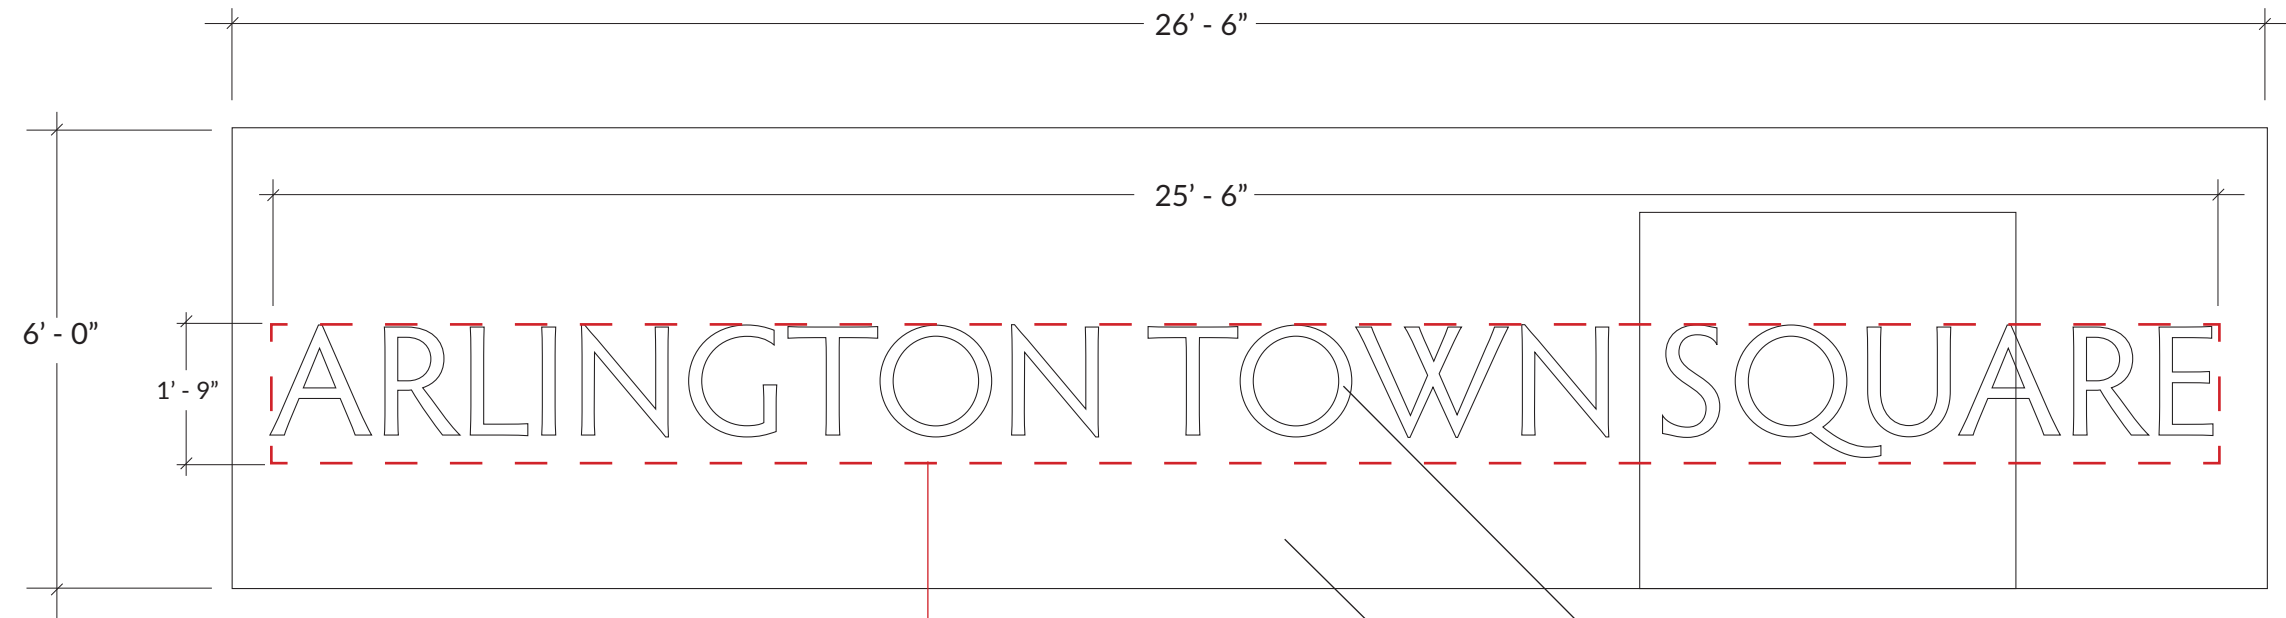 26’ - 6”
25’ - 6”
6’ - 0”
1’ - 9”
ARLINGTON TOWN SQUARE